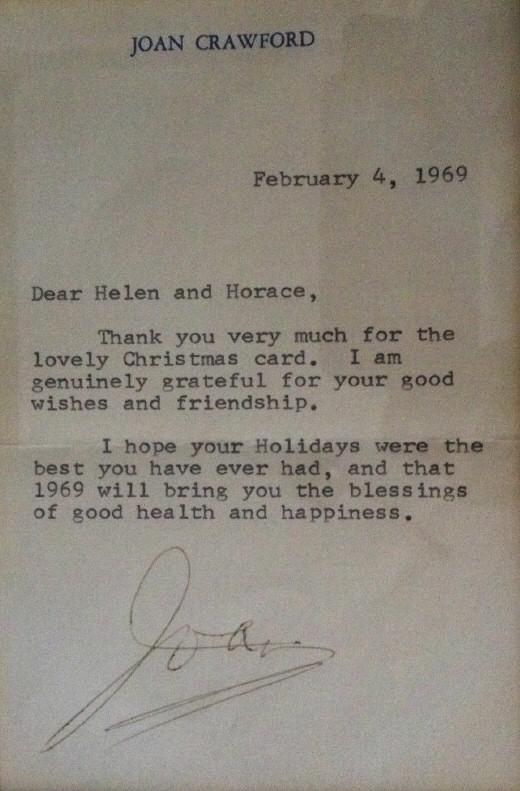 JOAN CRAWFORD
February 4, 1969
Dear Helen and Horace,
Thank you very much for the
lovely Christmas card. I am
genuinely grateful for your good
wishes and friendship.
I hope your Holidays were the
best you have ever had, and that
1969 will bring you the blessings
of good health and happiness.
Joan